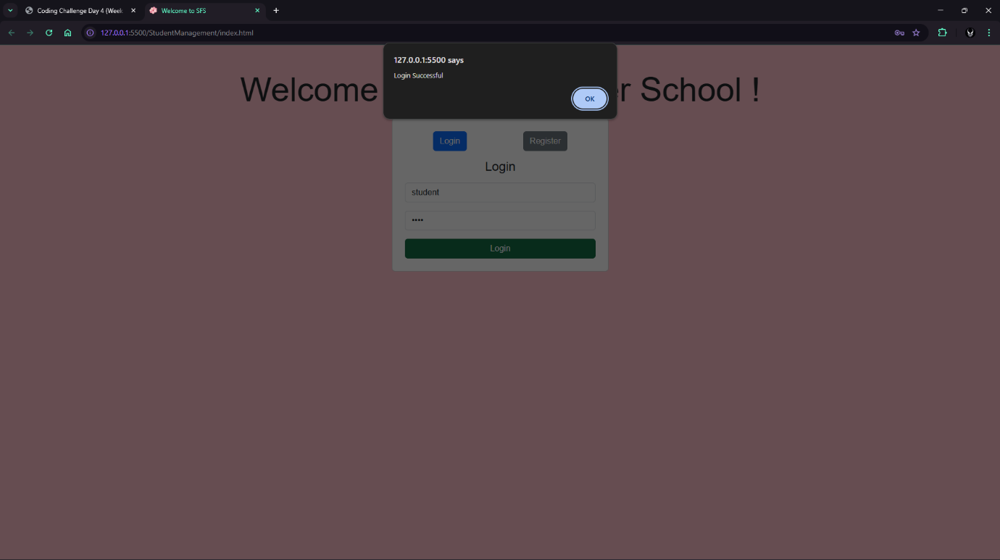 Coding Challenge Day 4 (Week
Welcome to SFS
127.0.0.1:5500/StudentManagement/index.html
127.0.0.1:5500 says
Login Successful
OK
Welcome School !
Login Register
Login
student
••••
Login